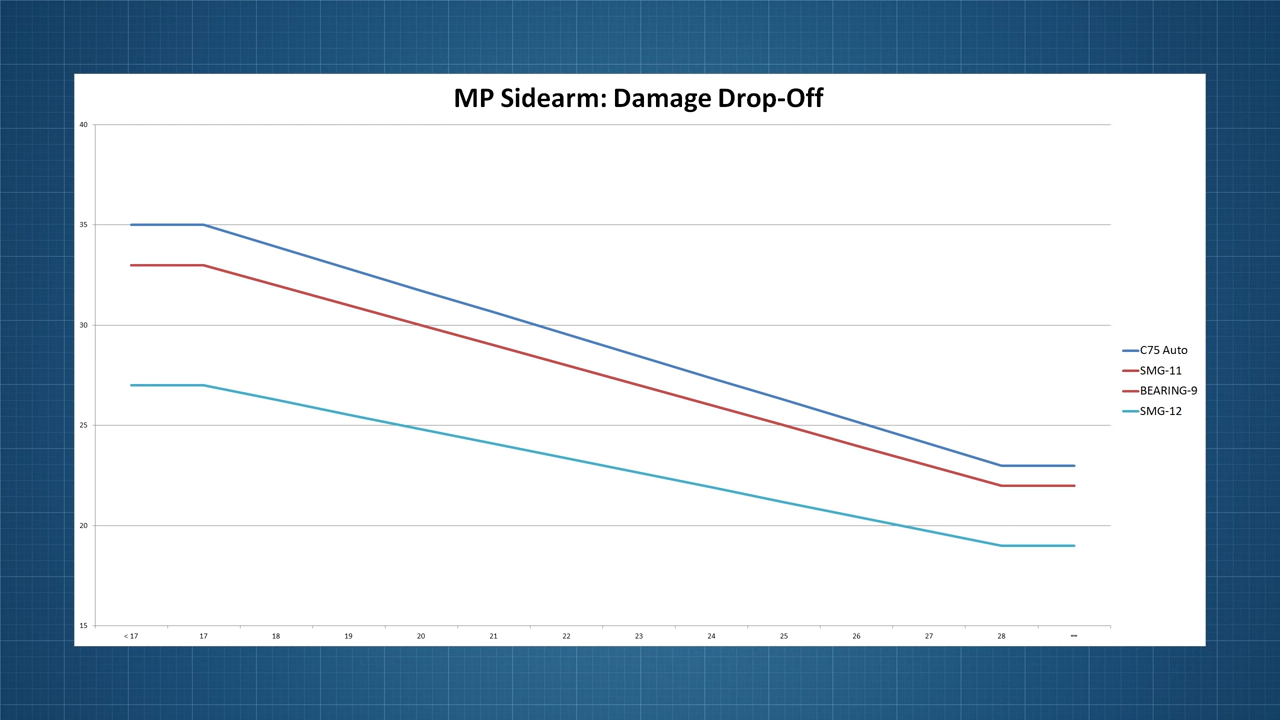 MP Sidearm: Damage Drop-Off
40
35
30
25
20
15
< 17 17 18 19 20 21 22 23 24 25 26 27 28 ∞
C75 Auto
SMG-11
BEARING-9
SMG-12